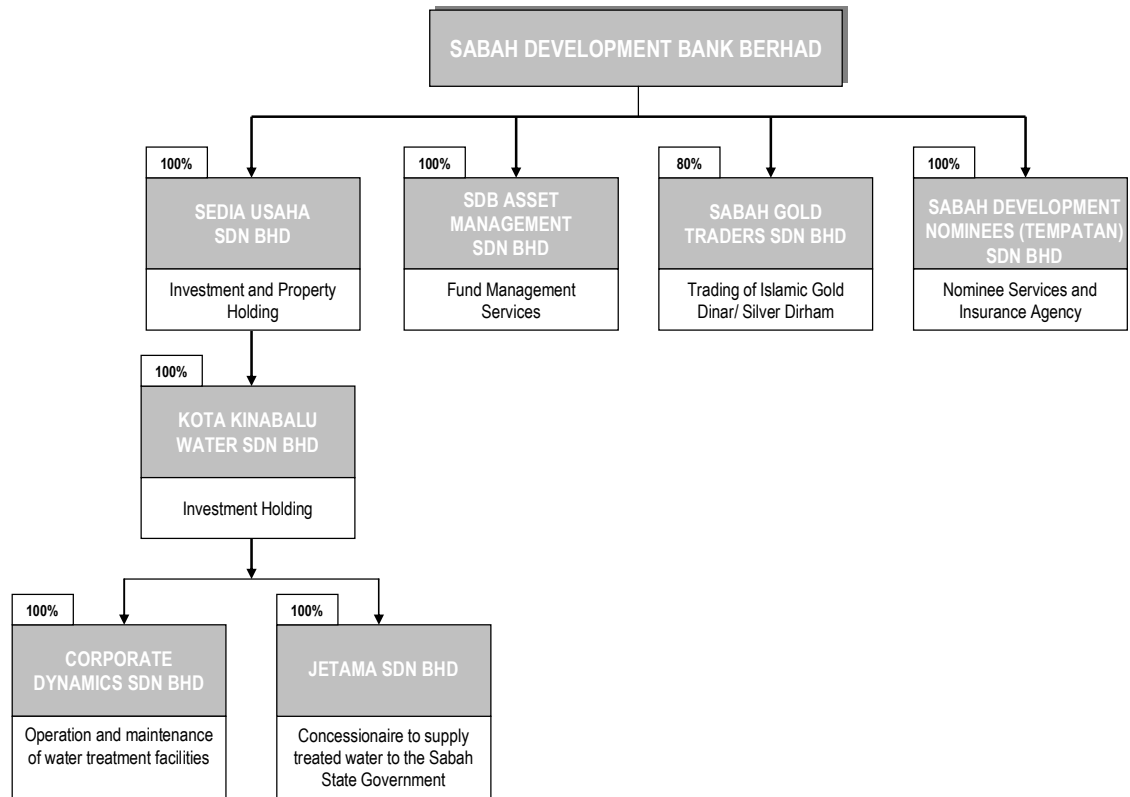 SABAH DEVELOPMENT BANK BERHAD
100%
SEDIA USAHA
SDN BHD
Investment and Property
Holding
100%
SDB ASSET
MANAGEMENT
SDN BHD
Fund Management
Services
80%
SABAH GOLD
TRADERS SDN BHD
Trading of Islamic Gold
Dinar/ Silver Dirham
100%
SABAH DEVELOPMENT
NOMINEES (TEMPATAN)
SDN BHD
Nominee Services and
Insurance Agency
100%
KOTA KINABALU
WATER SDN BHD
Investment Holding
100%
CORPORATE
DYNAMICS SDN BHD
Operation and maintenance
of water treatment facilities
100%
JETAMA SDN BHD
Concessionaire to supply
treated water to the Sabah
State Government